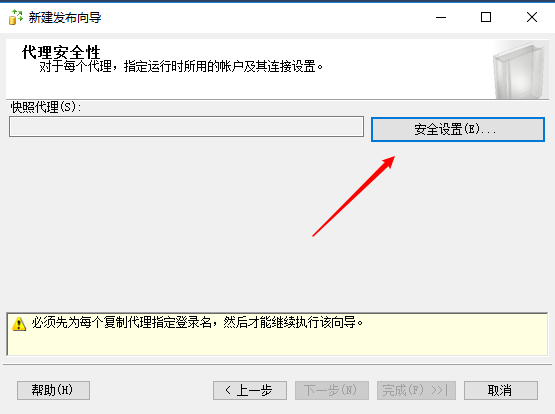 新建发布向导
代理安全性
对于每个代理，指定运行时所用的帐户及其连接设置。
快照代理(S):
安全设置(E)...
必须先为每个复制代理指定登录名，然后才能继续执行该向导。
帮助(H)
< 上一步
下一步(N)
完成(F) >>|
取消